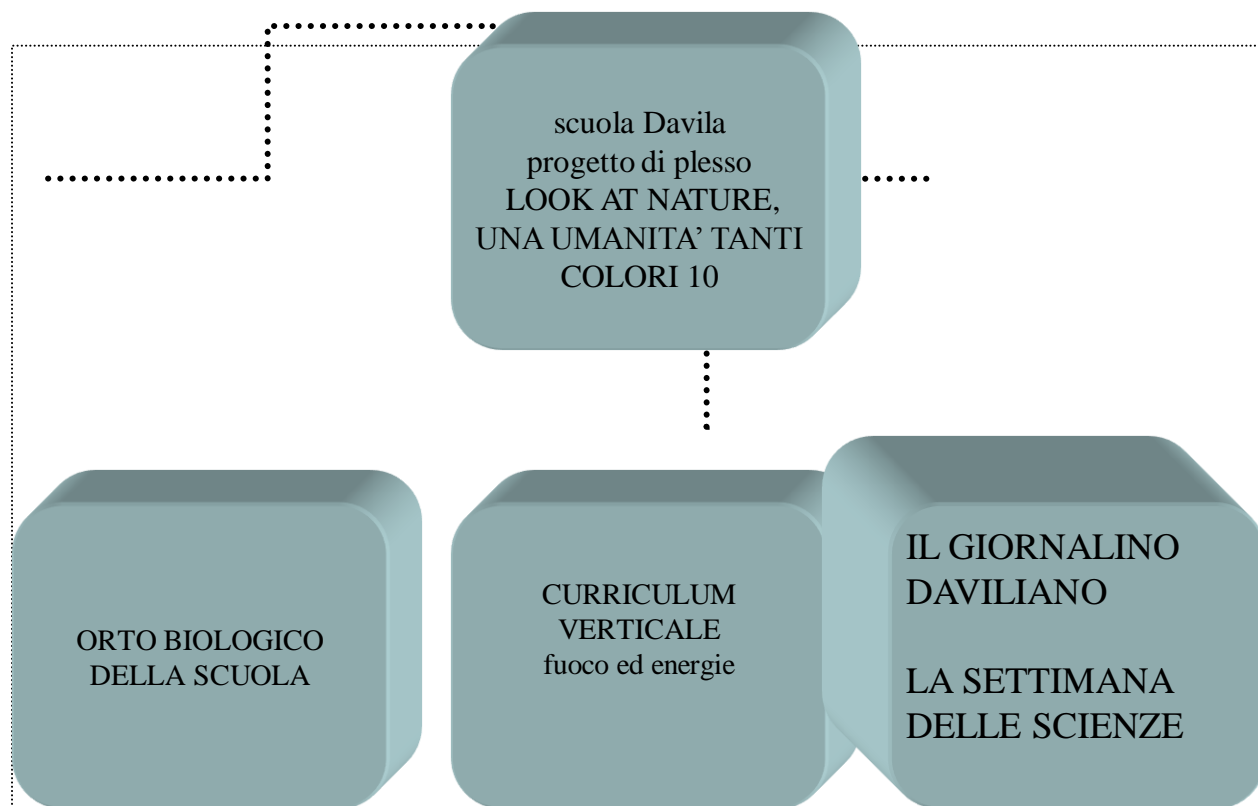 scuola Davila
progetto di plesso
LOOK AT NATURE,
UNA UMANITA’ TANTI
COLORI 10
ORTO BIOLOGICO
DELLA SCUOLA
CURRICULUM
VERTICALE
fuoco ed energie
IL GIORNALINO
DAVILIANO
LA SETTIMANA
DELLE SCIENZE